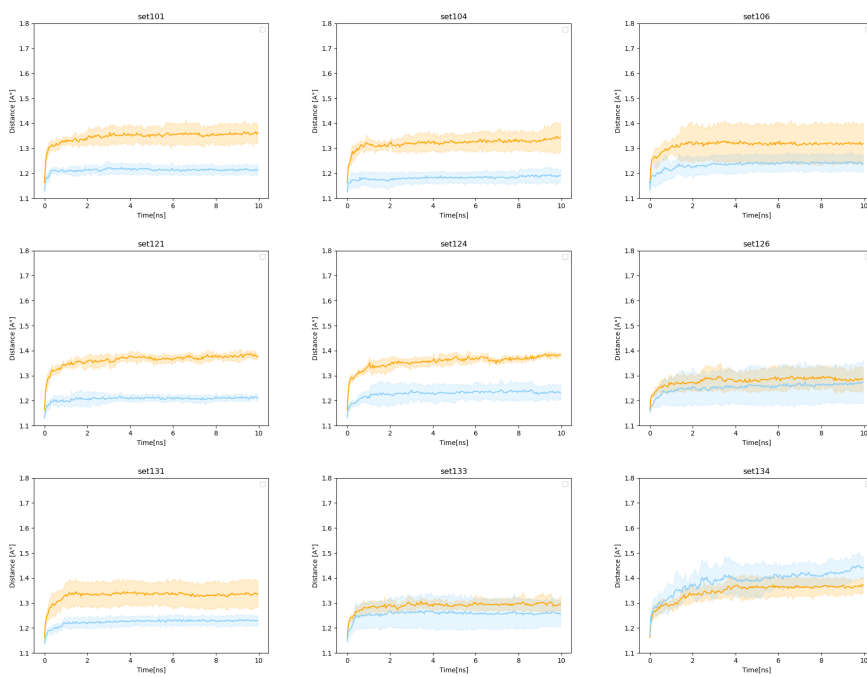 set101
set104
set106
1.8
1.7
1.6
1.5
1.4
1.3
1.2
1.1
Distance [A°]
0 2 4 6 8 10
Time[ns]
1.8
1.7
1.6
1.5
1.4
1.3
1.2
1.1
Distance [A°]
0 2 4 6 8 10
Time[ns]
1.8
1.7
1.6
1.5
1.4
1.3
1.2
1.1
Distance [A°]
0 2 4 6 8 10
Time[ns]
set121
set124
set126
1.8
1.7
1.6
1.5
1.4
1.3
1.2
1.1
Distance [A°]
0 2 4 6 8 10
Time[ns]
1.8
1.7
1.6
1.5
1.4
1.3
1.2
1.1
Distance [A°]
0 2 4 6 8 10
Time[ns]
1.8
1.7
1.6
1.5
1.4
1.3
1.2
1.1
Distance [A°]
0 2 4 6 8 10
Time[ns]
set131
set133
set134
1.8
1.7
1.6
1.5
1.4
1.3
1.2
1.1
Distance [A°]
0 2 4 6 8 10
Time[ns]
1.8
1.7
1.6
1.5
1.4
1.3
1.2
1.1
Distance [A°]
0 2 4 6 8 10
Time[ns]
1.8
1.7
1.6
1.5
1.4
1.3
1.2
1.1
Distance [A°]
0 2 4 6 8 10
Time[ns]